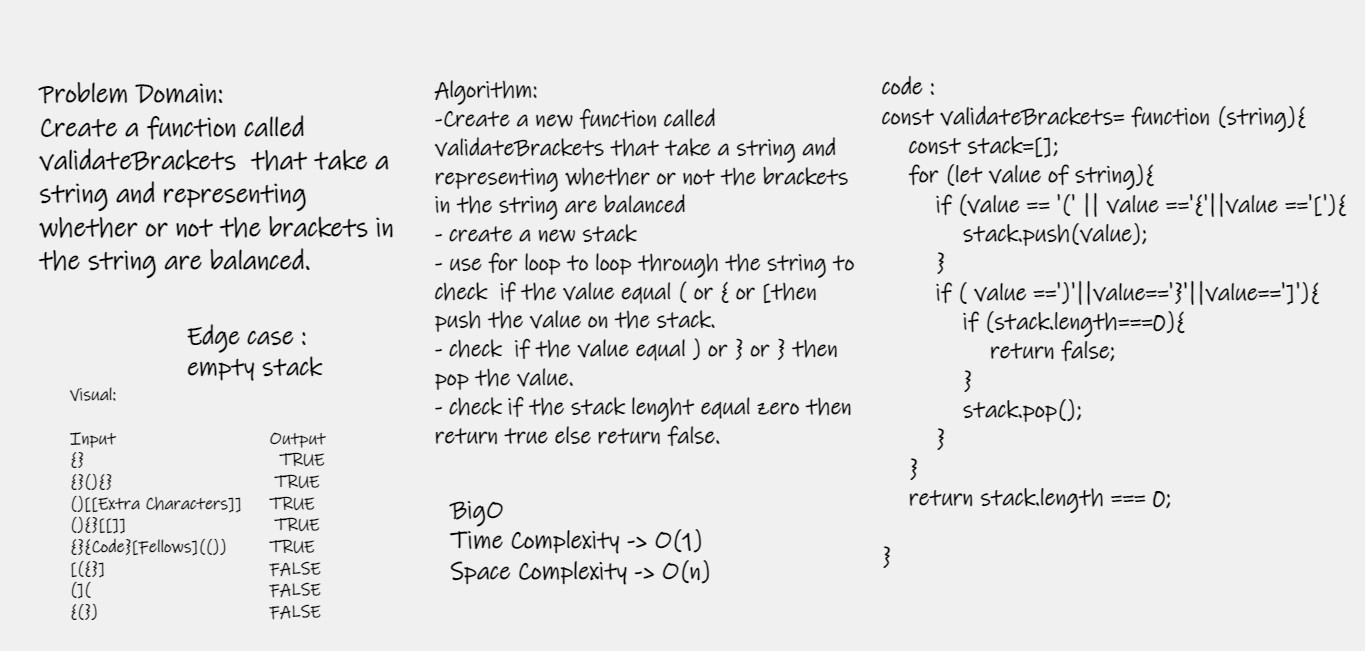 Problem Domain:
Create a function called
validateBrackets that take a
string and representing
whether or not the brackets in
the string are balanced.
Edge case :
empty stack
Visual:
Input Output
{} TRUE
{}(){} TRUE
()[[Extra Characters]] TRUE
(){}[[]] TRUE
{}{Code}[Fellows](()) TRUE
[({}] FALSE
(]( FALSE
{(}) FALSE
Algorithm:
-Create a new function called
validateBrackets that take a string and
representing whether or not the brackets
in the string are balanced
- create a new stack
- use for loop to loop through the string to
check if the value equal ( or { or [then
push the value on the stack.
- check if the value equal ) or } or } then
pop the value.
- check if the stack lenght equal zero then
return true else return false.
BigO
Time Complexity -> O(1)
Space Complexity -> O(n)
code :
const validateBrackets= function (string){
const stack=[];
for (let value of string){
if (value == '(' || value =='{'||value =='['){
stack.push(value);
}
if ( value ==')'||value=='}'||value==']'){
if (stack.length===0){
return false;
}
stack.pop();
}
}
return stack.length === 0;
}